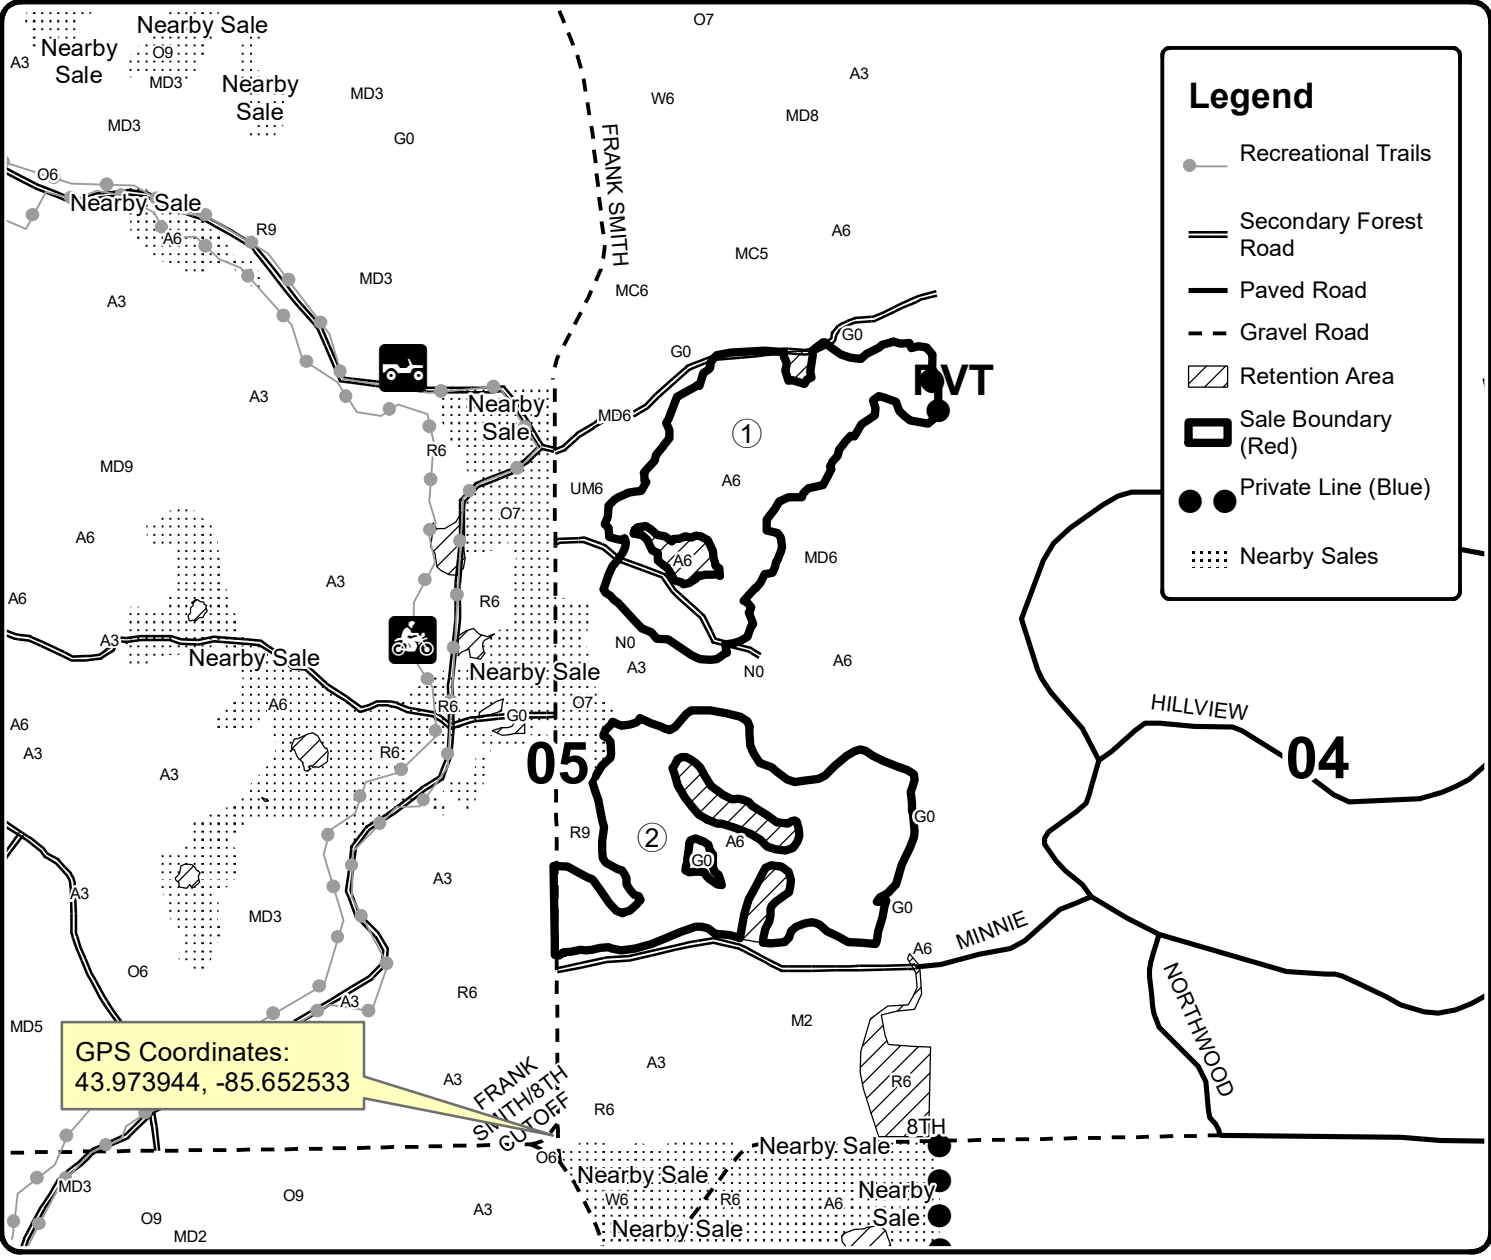 Nearby Sale
O7
Nearby
Sale
O9
A3
MD3
Nearby
Sale
MD3
A3
W6
MD8
MD3
G0
FRANK SMITH
O6
Nearby Sale
R9
A6
A6
MC5
MD3
MC6
A3
G0
G0
PVT
A3
Nearby
Sale
MD6
1
R6
MD9
A6
UM6
O7
A6
A3
A6
MD6
A6
R6
A3
N0
Nearby Sale
Nearby Sale
A3
N0
A6
A6
R6
O7
G0
HILLVIEW
A6
A3
R6
A3
05
04
G0
R9
2
A6
G0
A3
A3
MD3
G0
MINNIE
A6
O6
R6
A3
NORTHWOOD
MD5
M2
GPS Coordinates:
43.973944, -85.652533
A3
A3
R6
FRANK
SMITH/8TH
CUTOFF
R6
8TH
Nearby Sale
O6
Nearby Sale
MD3
O9
W6
R6
A6
Nearby
Sale
A3
O9
MD2
Nearby Sale
Legend
Recreational Trails
Secondary Forest
Road
Paved Road
Gravel Road
Retention Area
Sale Boundary
(Red)
Private Line (Blue)
Nearby Sales